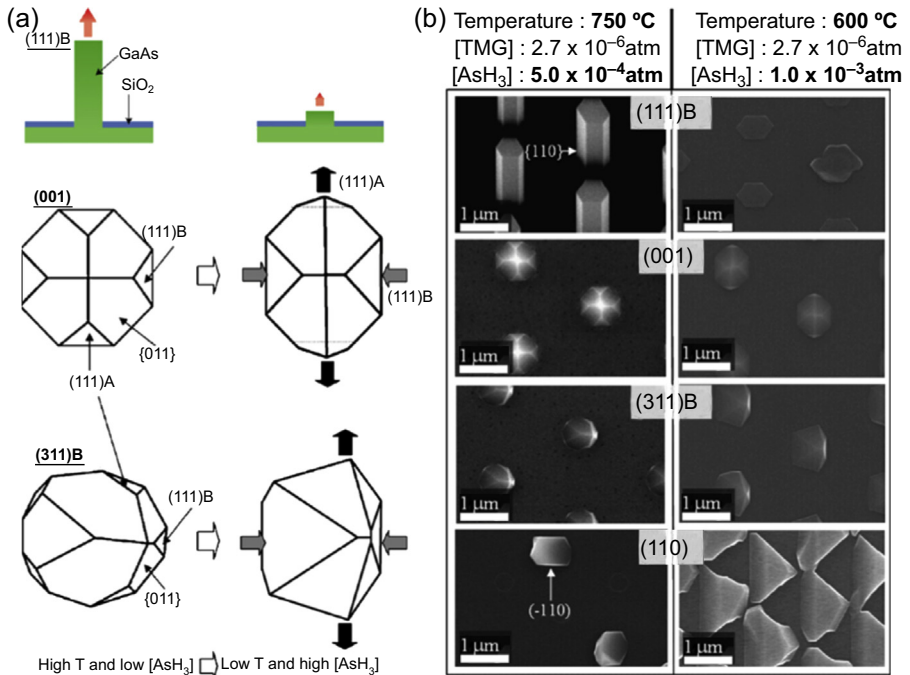 (a)
(111)B
GaAs
SiO2
(001)
(111)B
(111)A
(111)B
{011}
(111)A
(311)B
(111)B
{011}
High T and low [AsH3]
Low T and high [AsH3]
(b)
Temperature : 750 ºC
[TMG] : 2.7 x 10–6atm
[AsH3] : 5.0 x 10–4atm
Temperature : 600 ºC
[TMG] : 2.7 x 10–6atm
[AsH3] : 1.0 x 10–3atm
(111)B
{110}
1 μm
1 μm
(001)
1 μm
1 μm
(311)B
1 μm
1 μm
(110)
(-110)
1 μm
1 μm